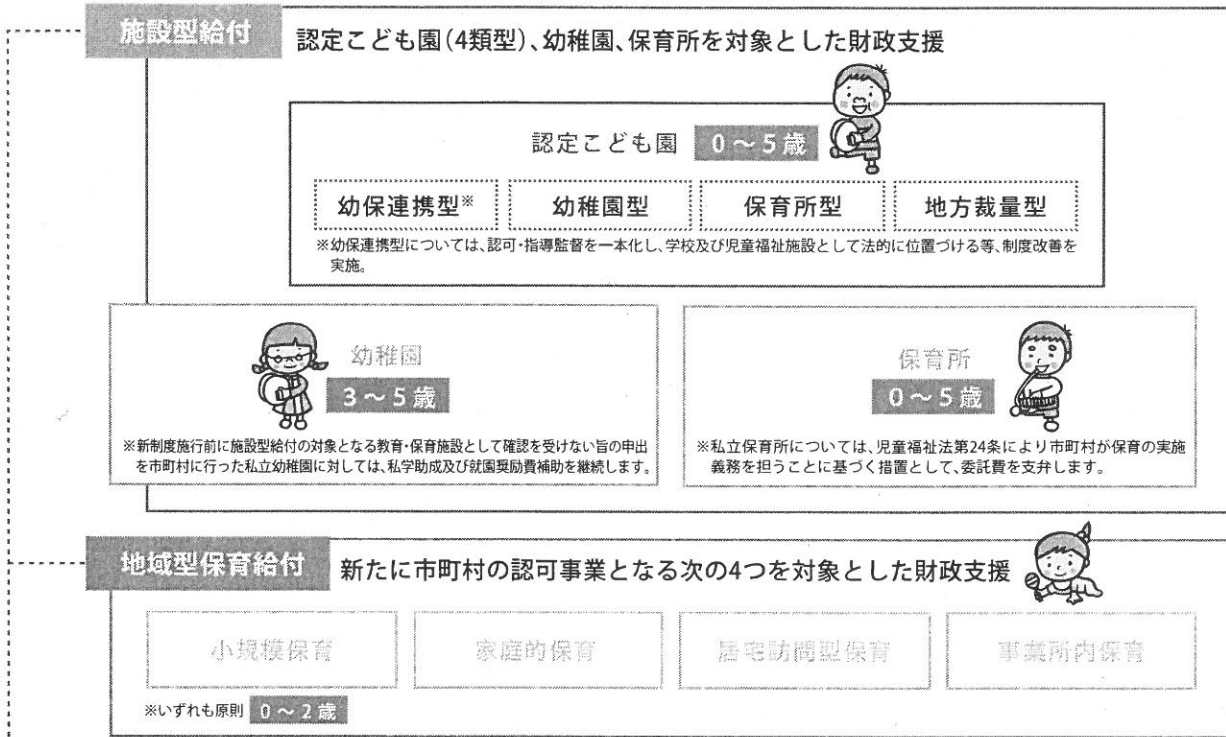 施設型給付
認定こども園(4類型)、幼稚園、保育所を対象とした財政支援
認定こども園 0～5歳
幼保連携型※ 幼稚園型 保育所型 地方裁量型
※幼保連携型については、認可・指導監督を一本化し、学校及び児童福祉施設として法的に位置づける等、制度改善を
実施。
幼稚園
3～5歳
※新制度施行前に施設型給付の対象となる教育・保育施設として確認を受けない旨の申出
を市町村に行った私立幼稚園に対しては、私学助成及び就園奨励費補助を継続します。
保育所
0～5歳
※私立保育所については、児童福祉法第24条により市町村が保育の実施
義務を担うことに基づく措置として、委託費を支弁します。
地域型保育給付
新たに市町村の認可事業となる次の4つを対象とした財政支援
小規模保育 家庭的保育 居宅訪問型保育 事業所内保育
※いずれも原則 0～2歳